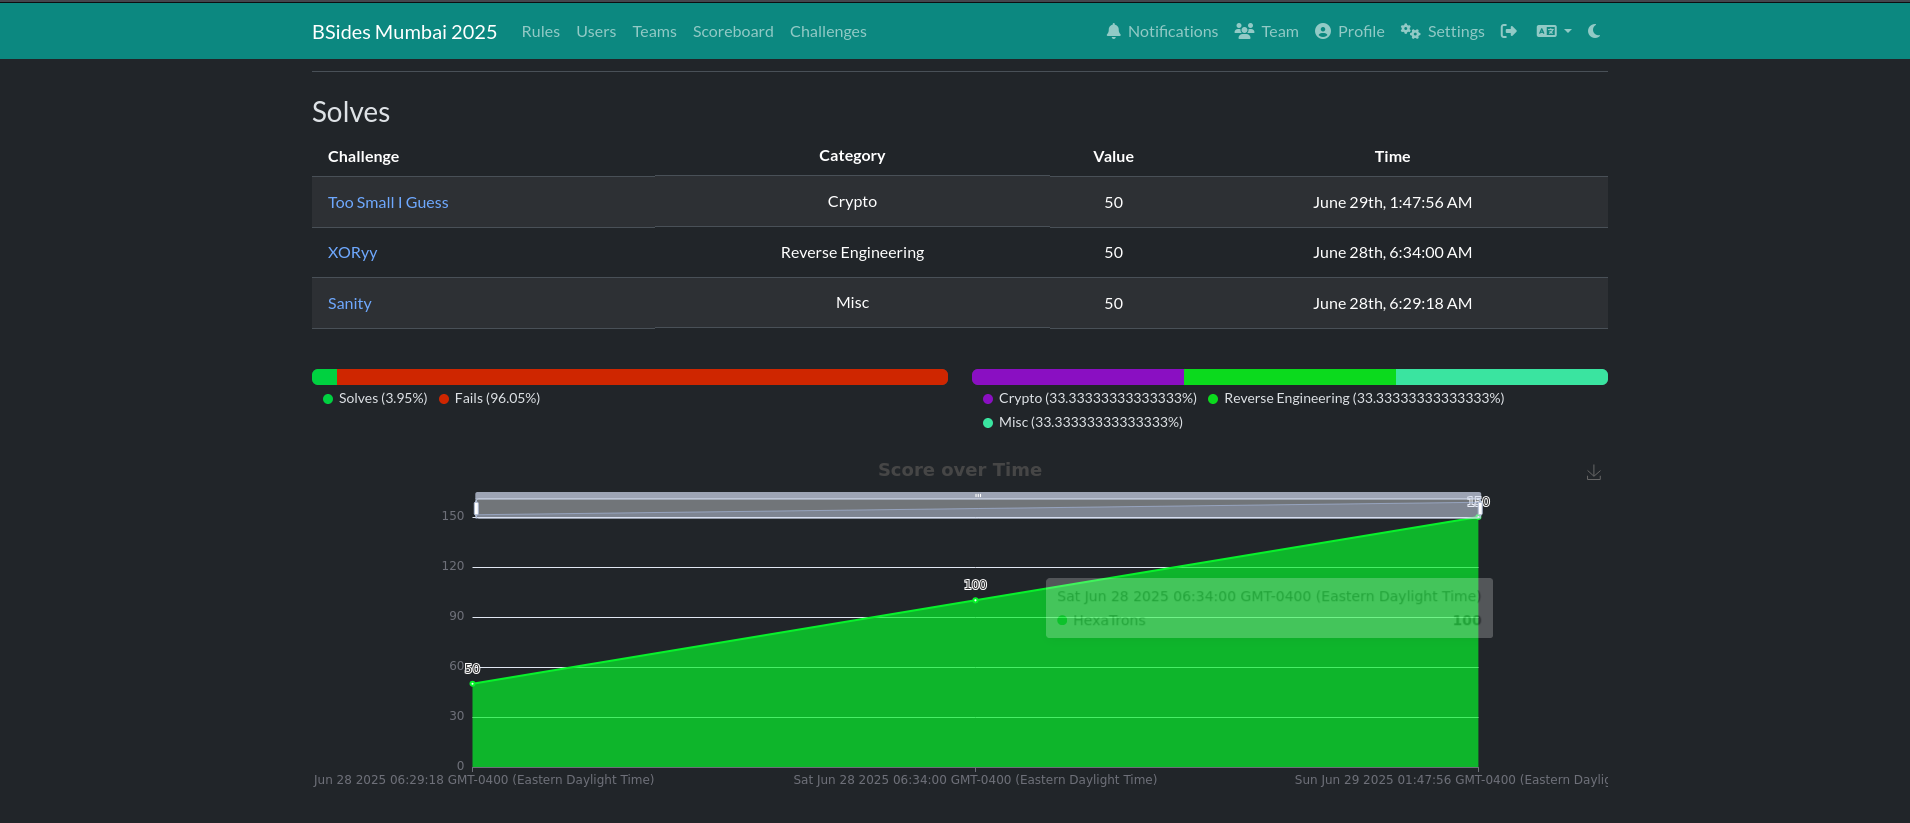 BSides Mumbai 2025 Rules Users Teams Scoreboard Challenges Notifications Team Profile Settings
Solves
Challenge Category Value Time
Too Small I Guess Crypto 50 June 29th, 1:47:56 AM
XORyy Reverse Engineering 50 June 28th, 6:34:00 AM
Sanity Misc 50 June 28th, 6:29:18 AM
Solves (3.95%) Fails (96.05%)
Crypto (33.33333333333333%) Reverse Engineering (33.33333333333333%)
Misc (33.33333333333333%)
Score over Time
150
150
120
100
Sat Jun 28 2025 06:34:00 GMT-0400 (Eastern Daylight Time)
90
HexaTrons 100
60
50
30
0
Jun 28 2025 06:29:18 GMT-0400 (Eastern Daylight Time) Sat Jun 28 2025 06:34:00 GMT-0400 (Eastern Daylight Time) Sun Jun 29 2025 01:47:56 GMT-0400 (Eastern Daylig